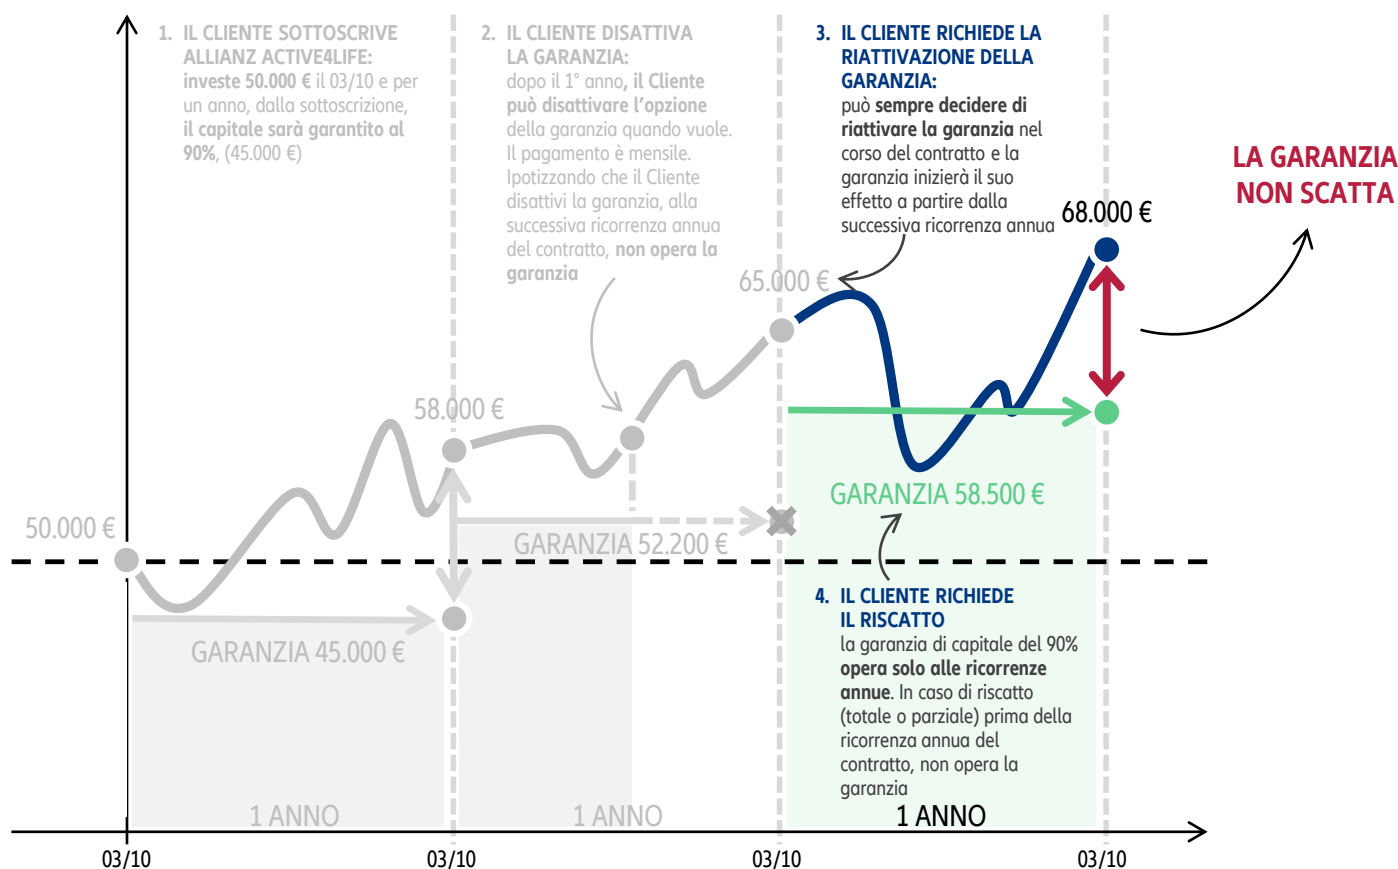 1. IL CLIENTE SOTTOSCRIVE
ALLIANZ ACTIVE4LIFE:
investe 50.000 € il 03/10 e per
un anno, dalla sottoscrizione,
il capitale sarà garantito al
90%, (45.000 €)
2. IL CLIENTE DISATTIVA
LA GARANZIA:
dopo il 1° anno, il Cliente
può disattivare l'opzione
della garanzia quando vuole.
Il pagamento è mensile.
Ipotizzando che il Cliente
disattivi la garanzia, alla
successiva ricorrenza annua
del contratto, non opera la
garanzia
3. IL CLIENTE RICHIEDE LA
RIATTIVAZIONE DELLA
GARANZIA:
può sempre decidere di
riattivare la garanzia nel
corso del contratto e la
garanzia inizierà il suo
effetto a partire dalla
successiva ricorrenza annua
LA GARANZIA
NON SCATTA
68.000 €
65.000 €
58.000 €
50.000 €
GARANZIA 58.500 €
GARANZIA 52.200 €
GARANZIA 45.000 €
4. IL CLIENTE RICHIEDE
IL RISCATTO
la garanzia di capitale del 90%
opera solo alle ricorrenze
annue. In caso di riscatto
(totale o parziale) prima della
ricorrenza annua del
contratto, non opera la
garanzia
1 ANNO
1 ANNO
1 ANNO
03/10
03/10
03/10
03/10